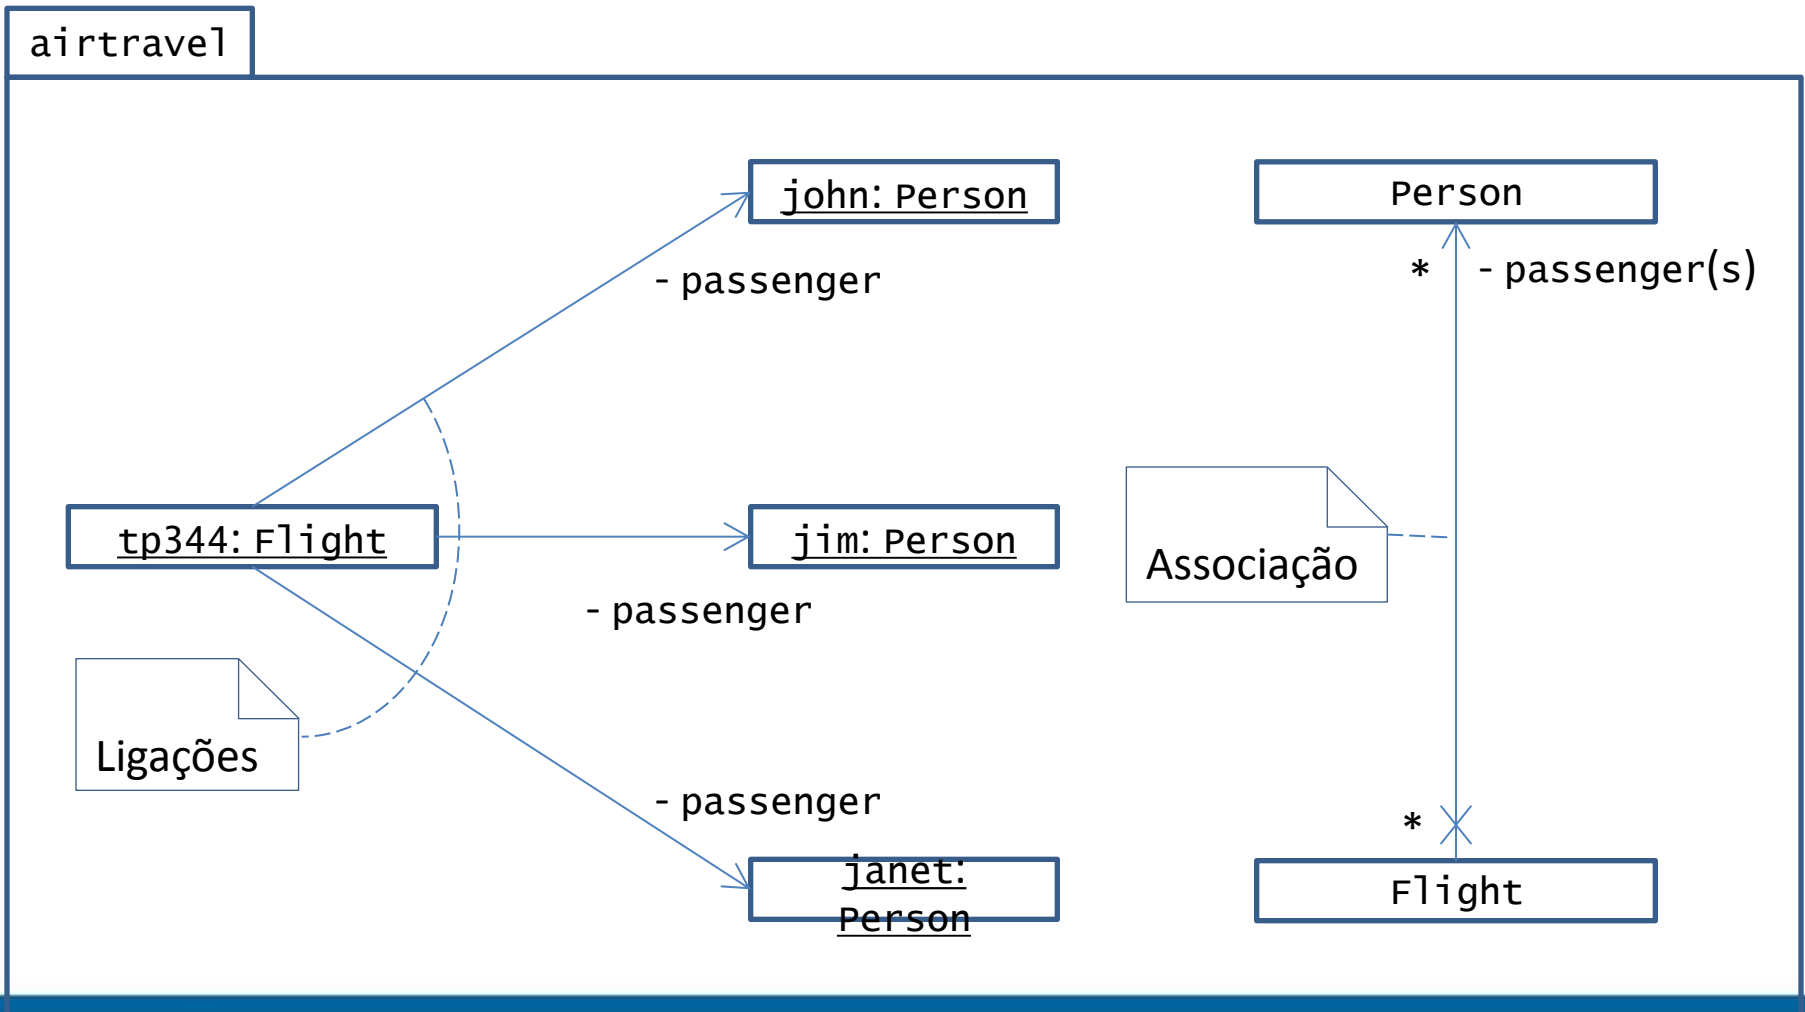 airtravel
john: Person
Person
- passenger
* - passenger(s)
tp344: Flight
jim: Person
Associação
- passenger
Ligações
- passenger
*
janet:
Person
Flight